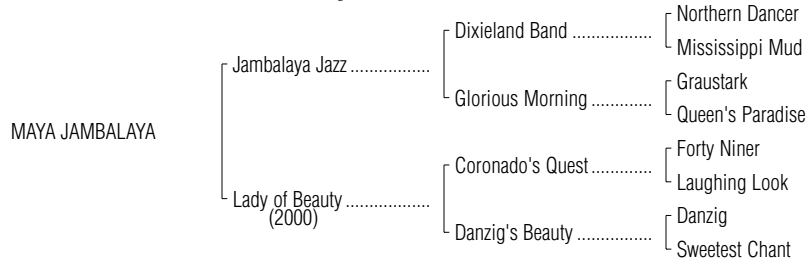 Northern Dancer
Dixieland Band ................
Mississippi Mud
Jambalaya Jazz .................
Graustark
Glorious Morning .............
Queen's Paradise
MAYA JAMBALAYA
Forty Niner
Coronado's Quest .............
Laughing Look
Lady of Beauty ..................
(2000)
Danzig
Danzig's Beauty ................
Sweetest Chant